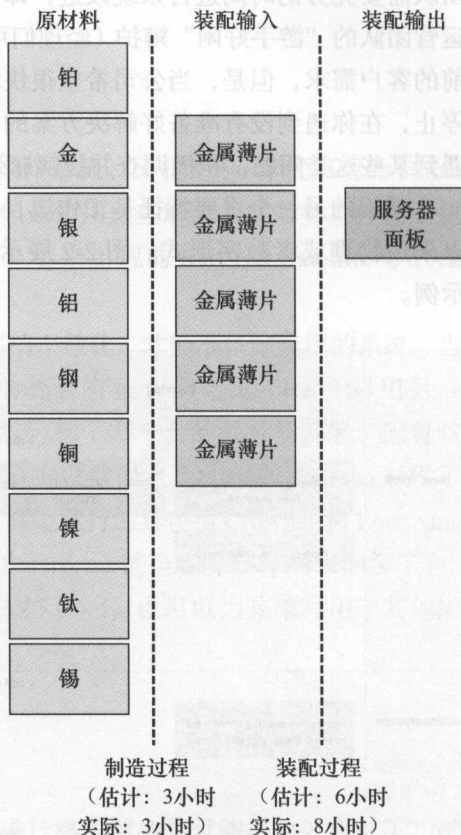 原材料
装配输入
装配输出
铂
金
银
铝
钢
铜
镍
钛
锡
金属薄片
金属薄片
金属薄片
金属薄片
金属薄片
服务器
面板
制造过程
（估计：3小时
实际：3小时）
装配过程
（估计：6小时
实际：8小时）